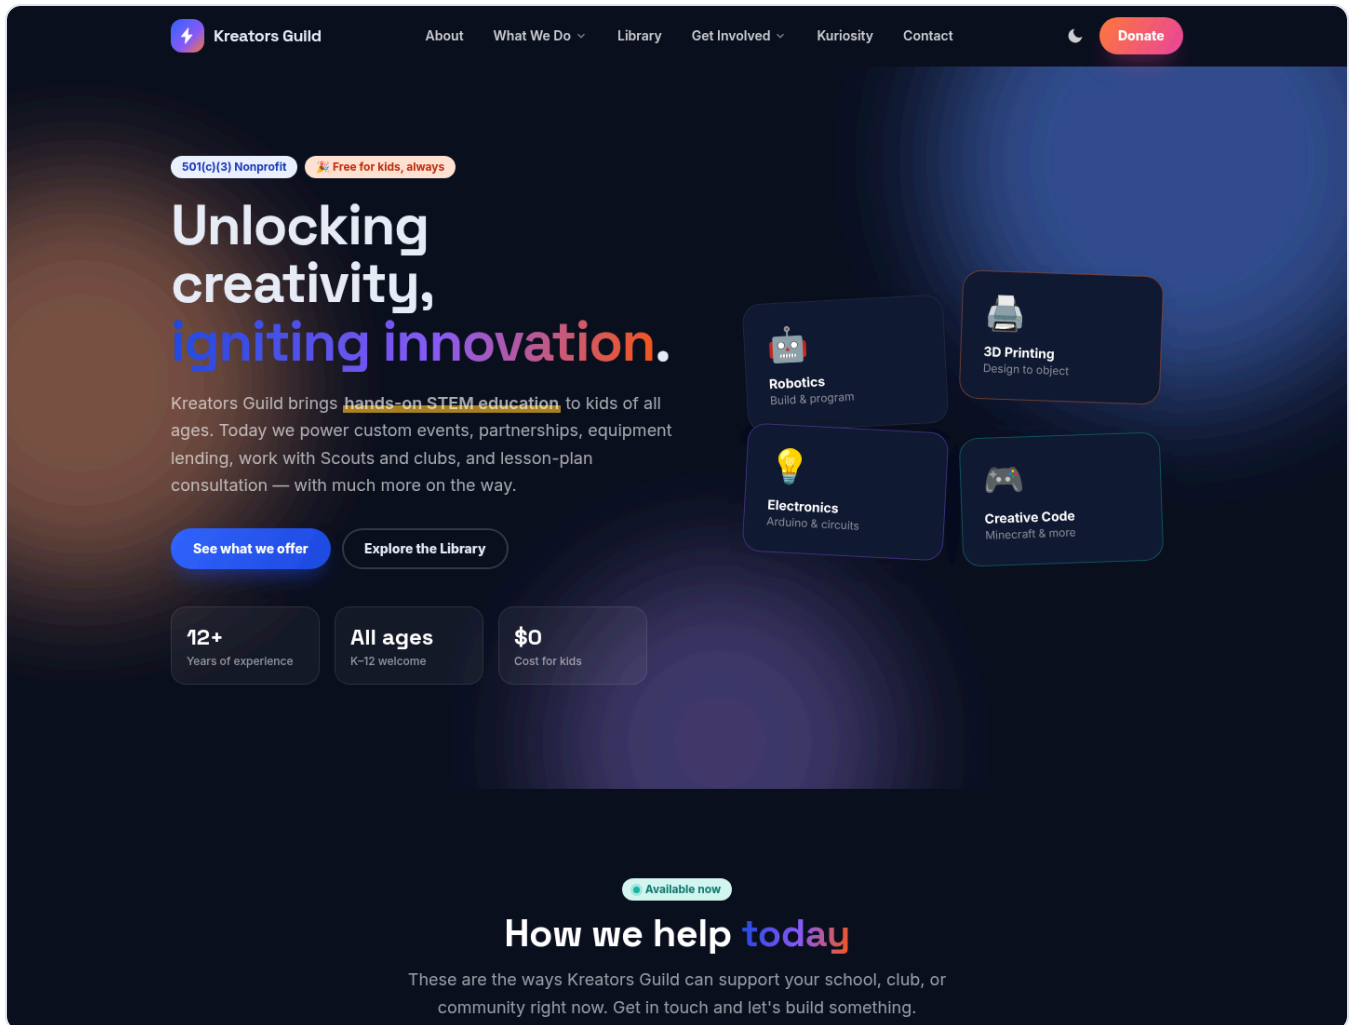 Kreators Guild
About
What We Do
Library
Get Involved
Kuriosity
Contact
Donate
501(c)(3) Nonprofit
🎉 Free for kids, always
Unlocking
creativity,
igniting innovation.
Kreators Guild brings hands-on STEM education to kids of all
ages. Today we power custom events, partnerships, equipment
lending, work with Scouts and clubs, and lesson-plan
consultation — with much more on the way.
See what we offer
Explore the Library
12+
Years of experience
All ages
K–12 welcome
$0
Cost for kids
Robotics
Build & program
3D Printing
Design to object
Electronics
Arduino & circuits
Creative Code
Minecraft & more
Available now
How we help today
These are the ways Kreators Guild can support your school, club, or
community right now. Get in touch and let's build something.